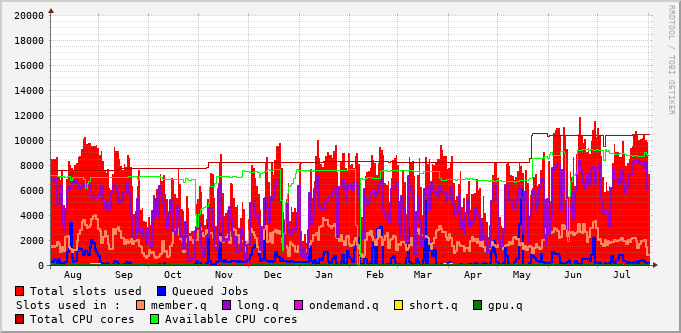 RRDTOOL / TOBI OETIKER
20000
18000
16000
14000
12000
10000
8000
6000
4000
2000
0
Aug Sep Oct Nov Dec Jan Feb Mar Apr May Jun Jul
Total slots used Queued Jobs
Slots used in : member.q long.q ondemand.q short.q gpu.q
Total CPU cores Available CPU cores